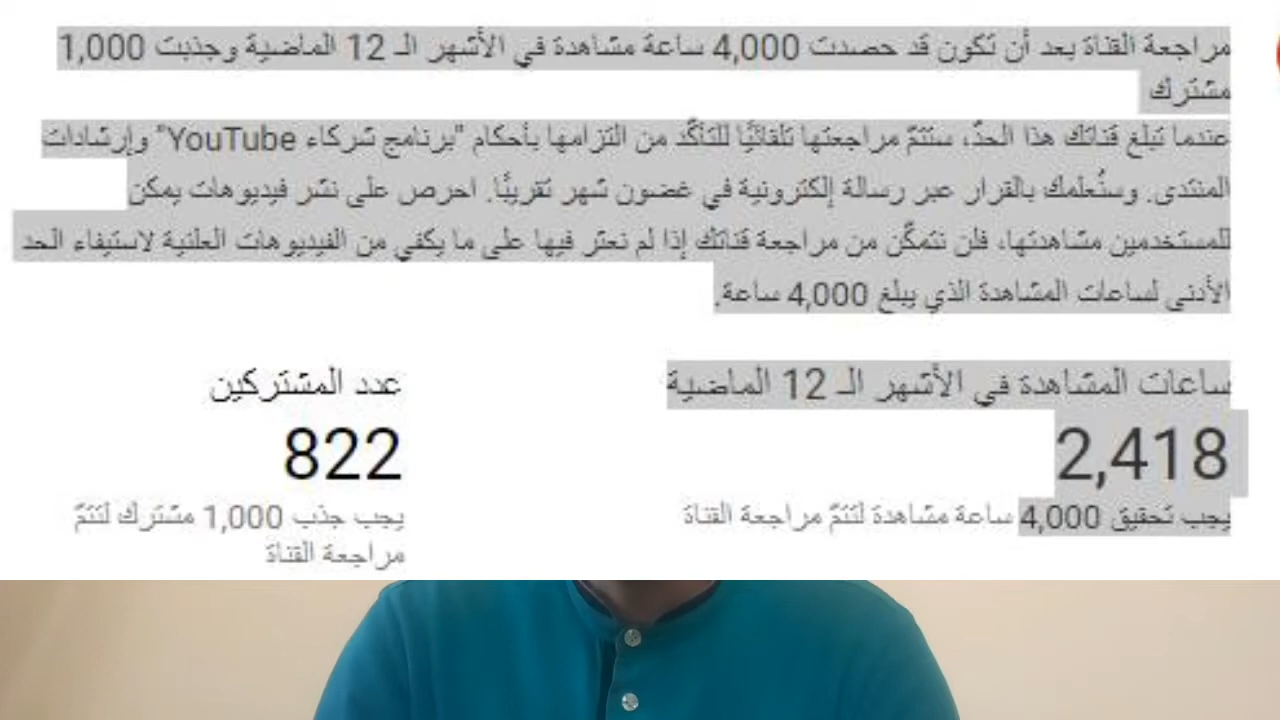 مراجعة القناة بعد أن تكون قد حصدت 4,000 ساعة مشاهدة في الأشهر الـ 12 الماضية وجذبت 1,000
مشترك
عندما تبلغ قناتك هذا الحدّ، ستتمّ مراجعتها تلقائيًا للتأكّد من التزامها بأحكام "برنامج شركاء YouTube" وإرشادات
المنتدى. وسنُعلمك بالقرار عبر رسالة إلكترونية في غضون شهر تقريبًا. احرص على نشر فيديوهات يمكن
للمستخدمين مشاهدتها، فلن نتمكّن من مراجعة قناتك إذا لم نعثر فيها على ما يكفي من الفيديوهات العلنية لاستيفاء الحد
الأدنى لساعات المشاهدة الذي يبلغ 4,000 ساعة.
ساعات المشاهدة في الأشهر الـ 12 الماضية
2,418
يجب تحقيق 4,000 ساعة مشاهدة لتتمّ مراجعة القناة
عدد المشتركين
822
يجب جذب 1,000 مشترك لتتمّ
مراجعة القناة